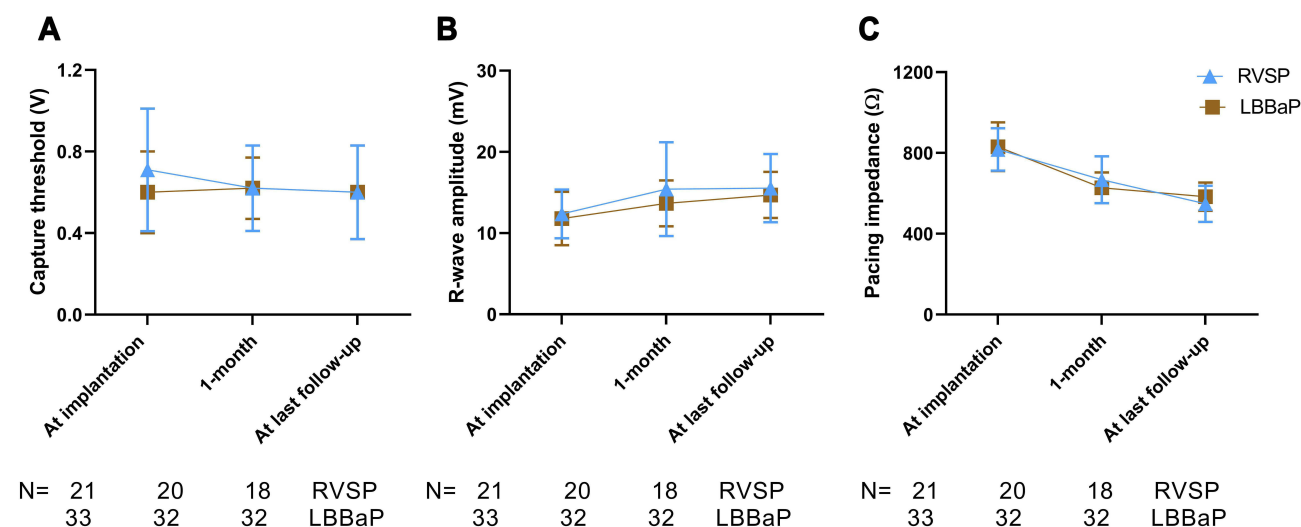 A
Capture threshold (V)
1.2
0.8
0.4
0.0
At implantation
1-month
At last follow-up
N= 21 20 18 RVSP
33 32 32 LBBaP
B
R-wave amplitude (mV)
30
20
10
0
At implantation
1-month
At last follow-up
N= 21 20 18 RVSP
33 32 32 LBBaP
C
Pacing impedance (Ω)
1200
800
400
0
At implantation
1-month
At last follow-up
RVSP
LBBaP
N= 21 20 18 RVSP
33 32 32 LBBaP